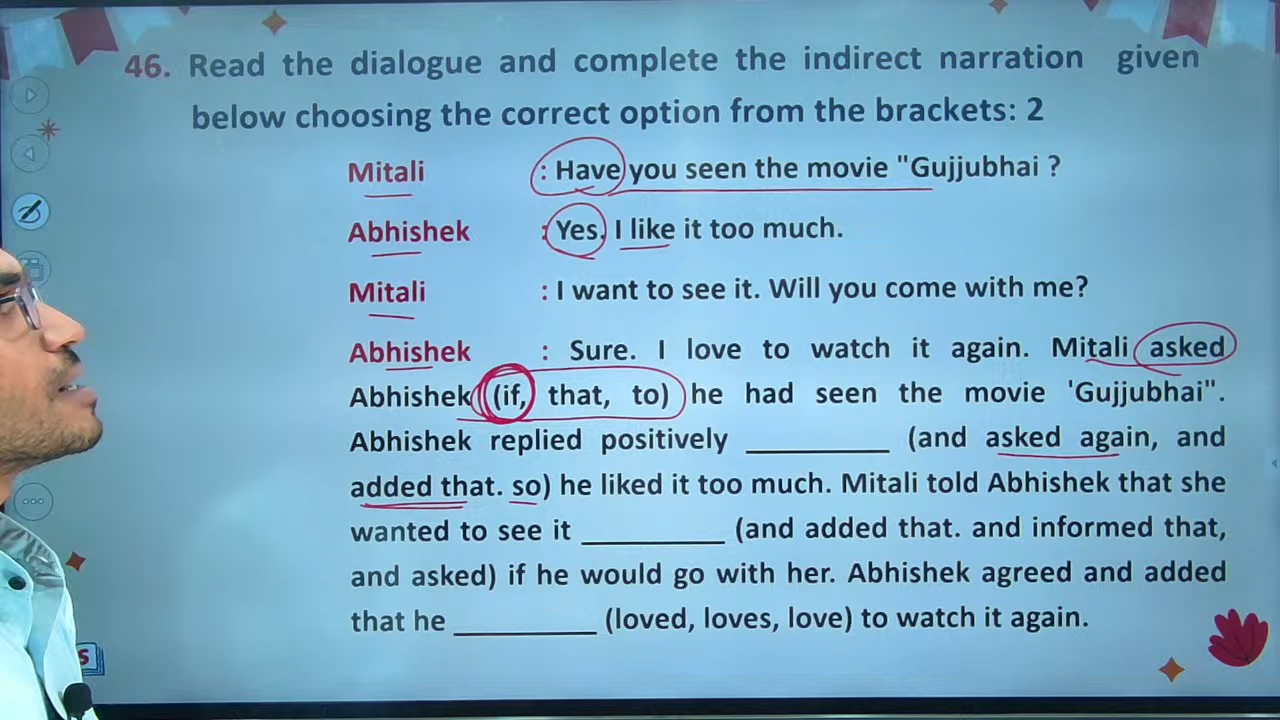 46. Read the dialogue and complete the indirect narration given
below choosing the correct option from the brackets: 2
Mitali : Have you seen the movie "Gujjubhai ?
Abhishek : Yes. I like it too much.
Mitali : I want to see it. Will you come with me?
Abhishek : Sure. I love to watch it again. Mitali asked
Abhishek (if, that, to) he had seen the movie 'Gujjubhai".
Abhishek replied positively __________ (and asked again, and
added that. so) he liked it too much. Mitali told Abhishek that she
wanted to see it __________ (and added that. and informed that,
and asked) if he would go with her. Abhishek agreed and added
that he __________ (loved, loves, love) to watch it again.
S